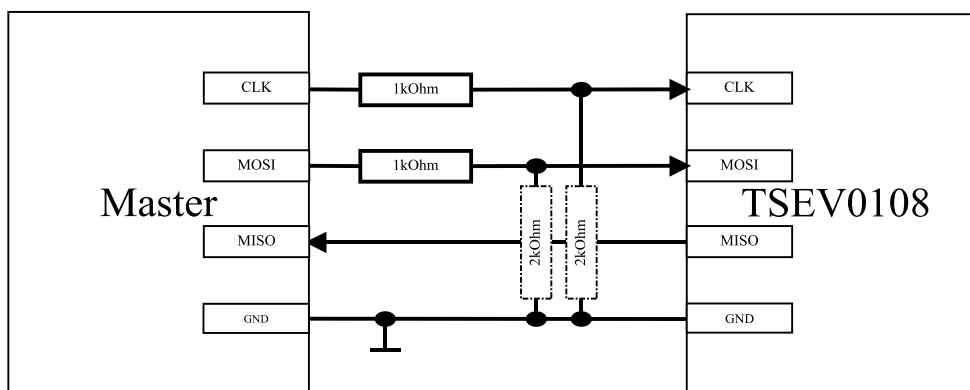 CLK
1kOhm
CLK
MOSI
1kOhm
MOSI
Master
TSEV0108
MISO
2kOhm
2kOhm
MISO
GND
GND